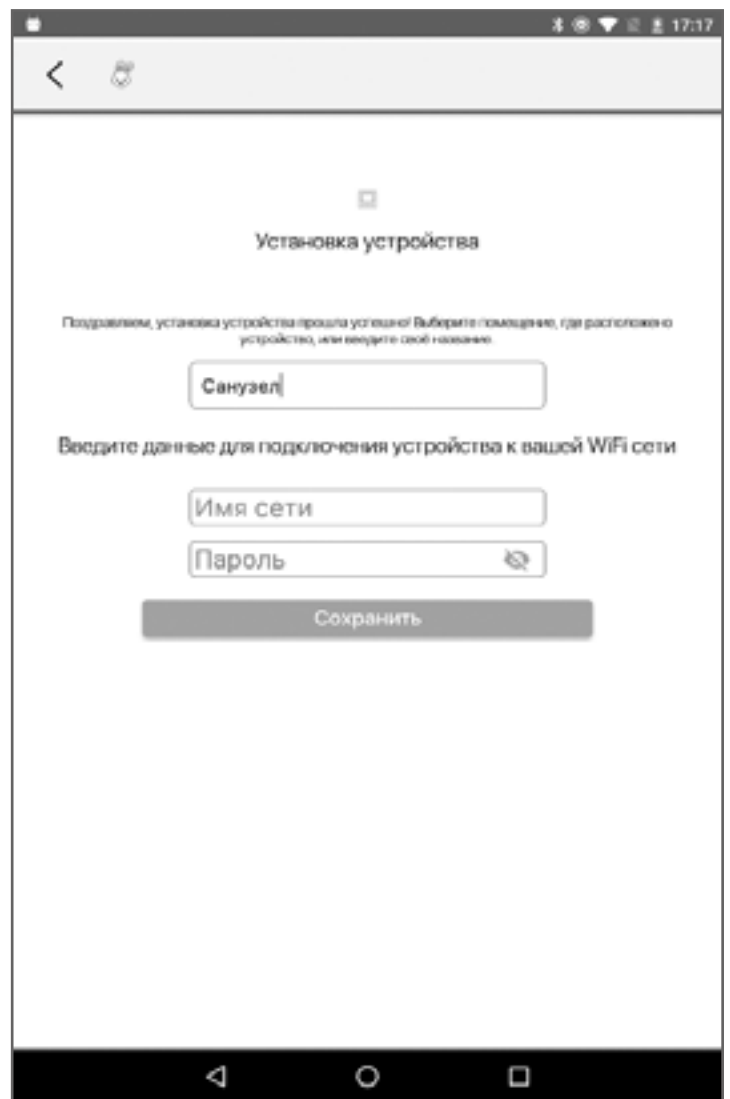 17:17
Установка устройства
Поздравляем, установка устройства прошла успешно! Выберите помещение, где расположено
устройство, или введите своё название.
Санузел
Введите данные для подключения устройства к вашей WiFi сети
Имя сети
Пароль
Сохранить